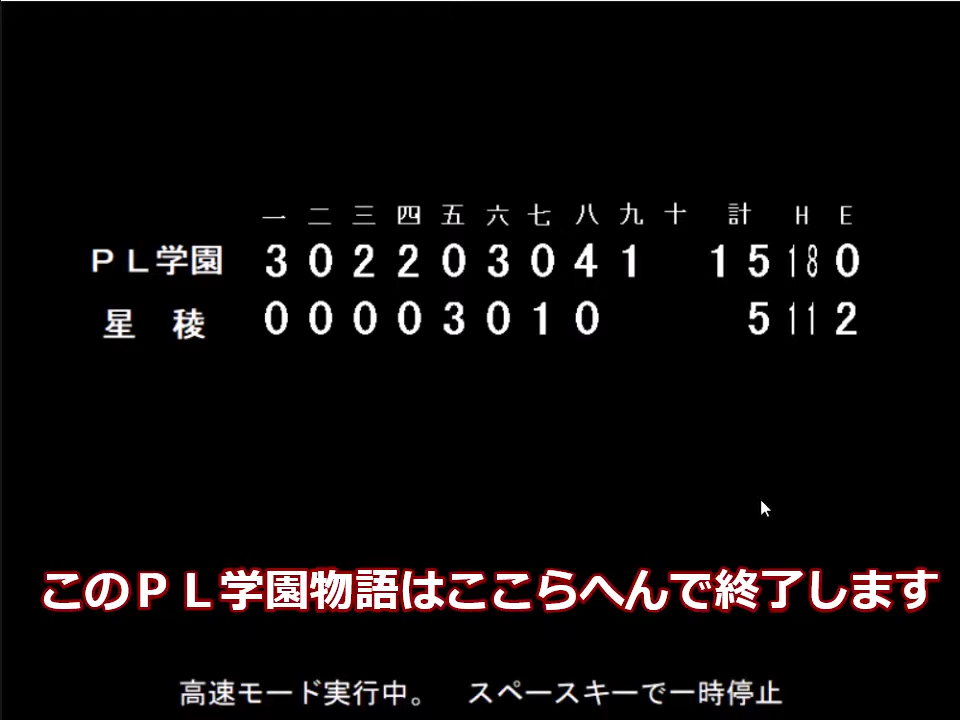 一 二 三 四 五 六 七 八 九 十 計 H E
ＰＬ学園 3 0 2 2 0 3 0 4 1 15 18 0
星　稜 0 0 0 0 3 0 1 0 5 11 2
このＰＬ学園物語はここらへんで終了します
高速モード実行中。　スペースキーで一時停止